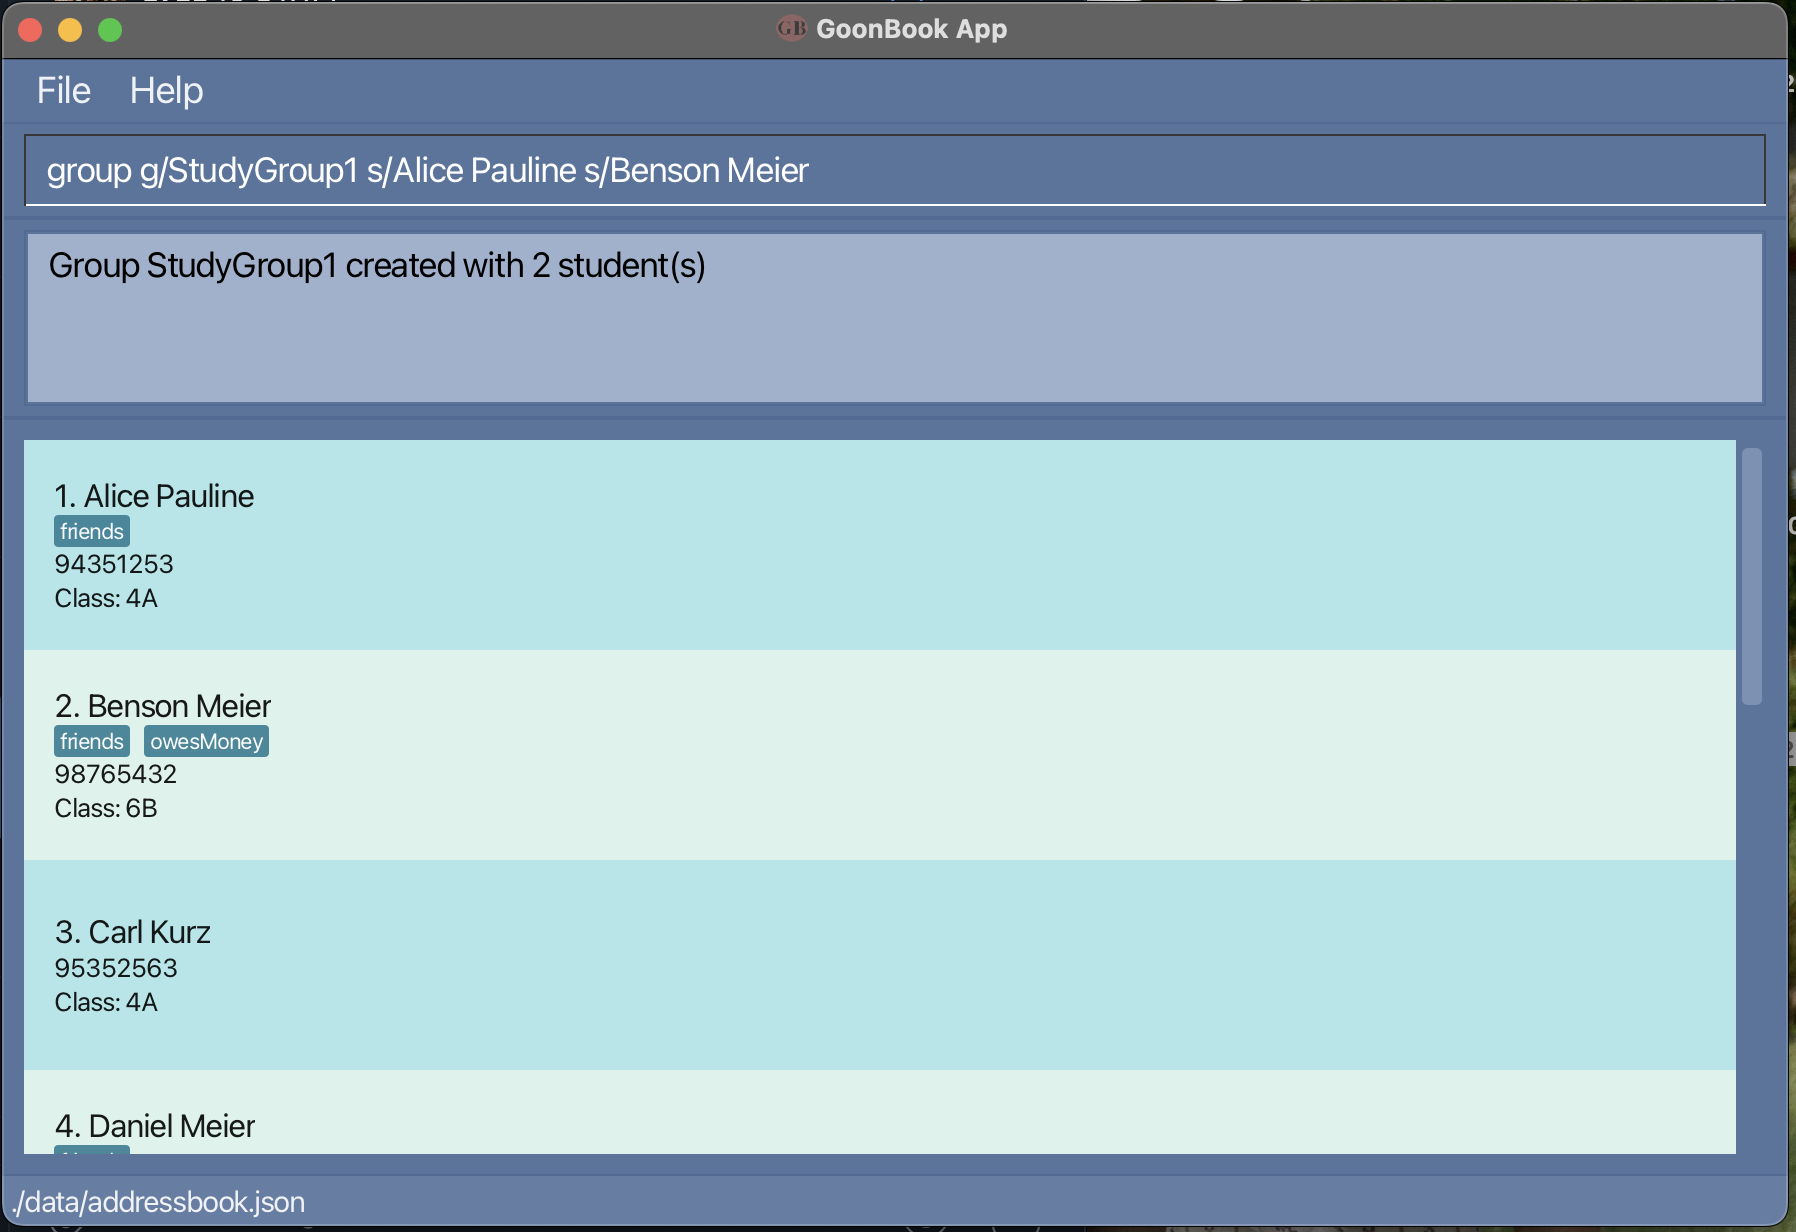 GB GoonBook App
File Help
group g/StudyGroup1 s/Alice Pauline s/Benson Meier
Group StudyGroup1 created with 2 student(s)
1. Alice Pauline
friends
94351253
Class: 4A
2. Benson Meier
friends owesMoney
98765432
Class: 6B
3. Carl Kurz
95352563
Class: 4A
4. Daniel Meier
./data/addressbook.json